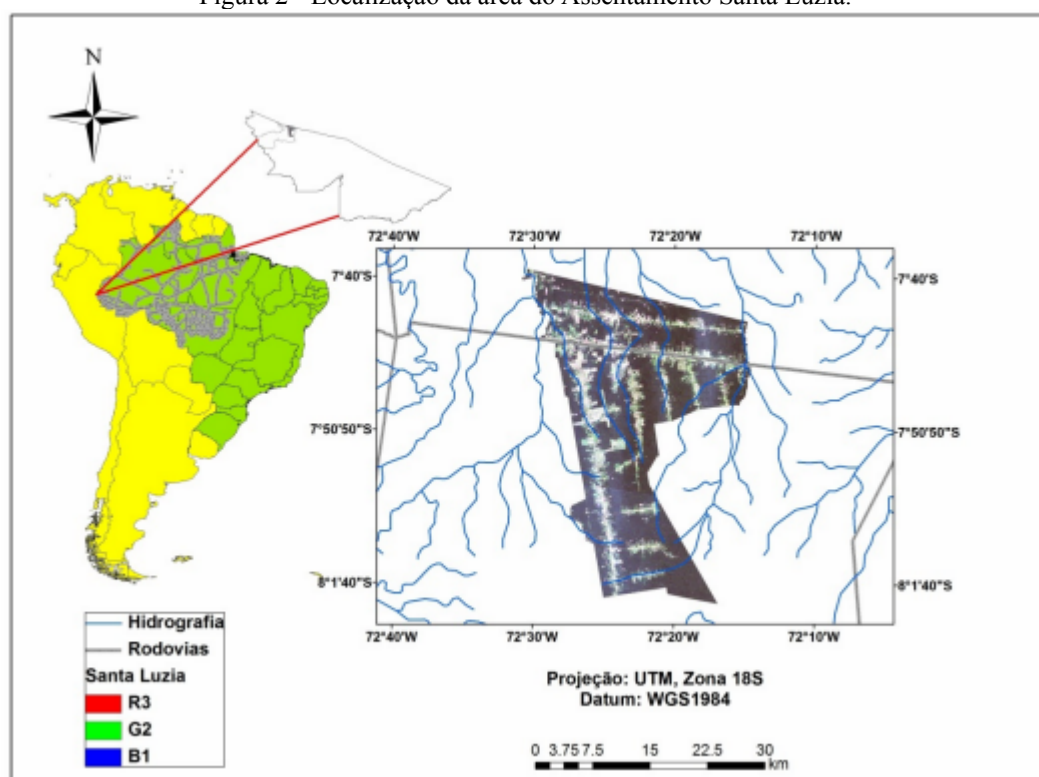 Figura 2 - Localização da área do Assentamento Santa Luzia.
N
72°40'W 72°30'W 72°20'W 72°10'W
7°40'S 7°40'S
7°50'50"S 7°50'50"S
8°1'40"S 8°1'40"S
72°40'W 72°30'W 72°20'W 72°10'W
Hidrografia
Rodovias
Santa Luzia
R3
G2
B1
Projeção: UTM, Zona 18S
Datum: WGS1984
0 3.75 7.5 15 22.5 30
km